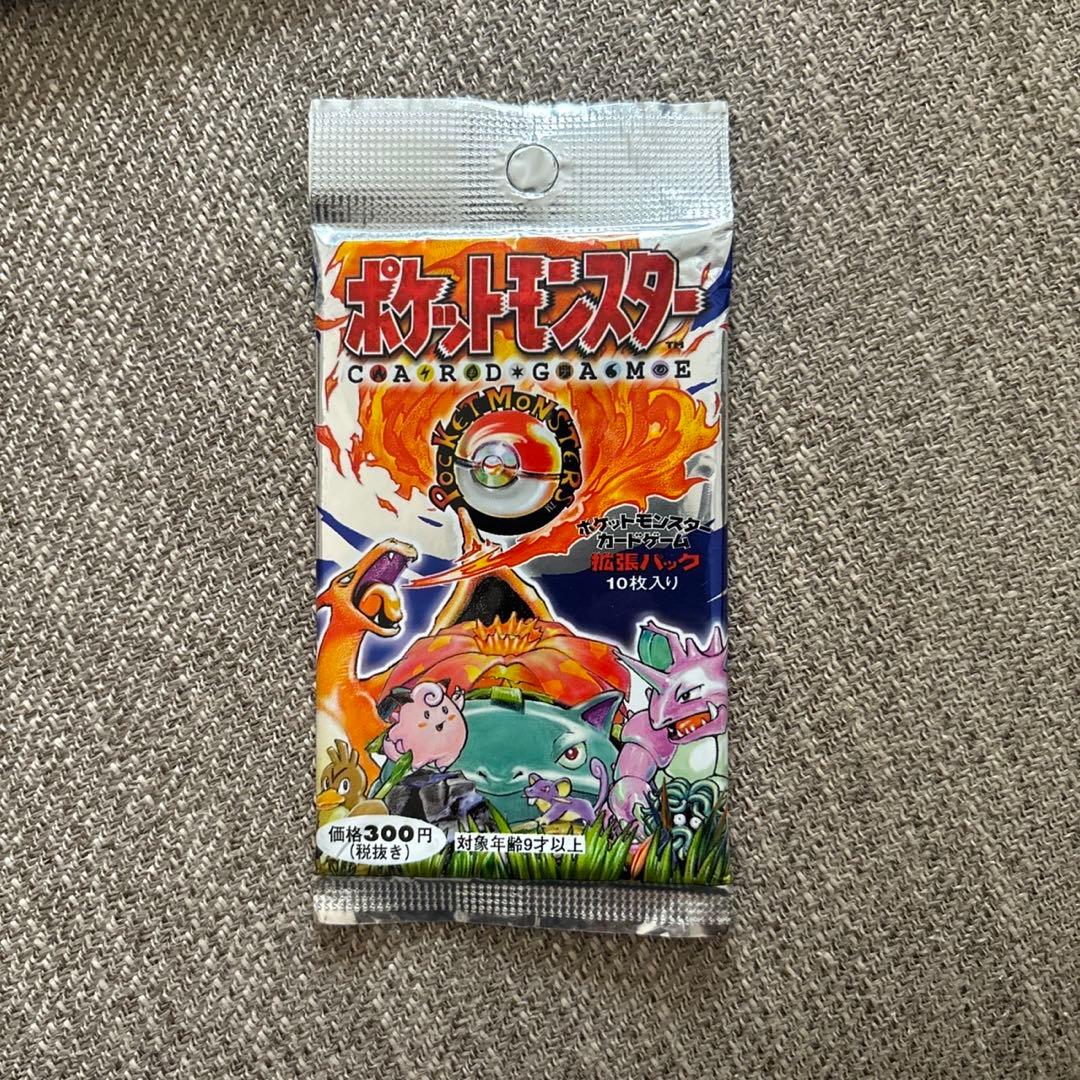 ポケットモンスター
TM
CARD GAME
POCKET MONSTERS
ポケットモンスター
カードゲーム
拡張パック
10枚入り
価格300円
(税抜き)
対象年齢9才以上